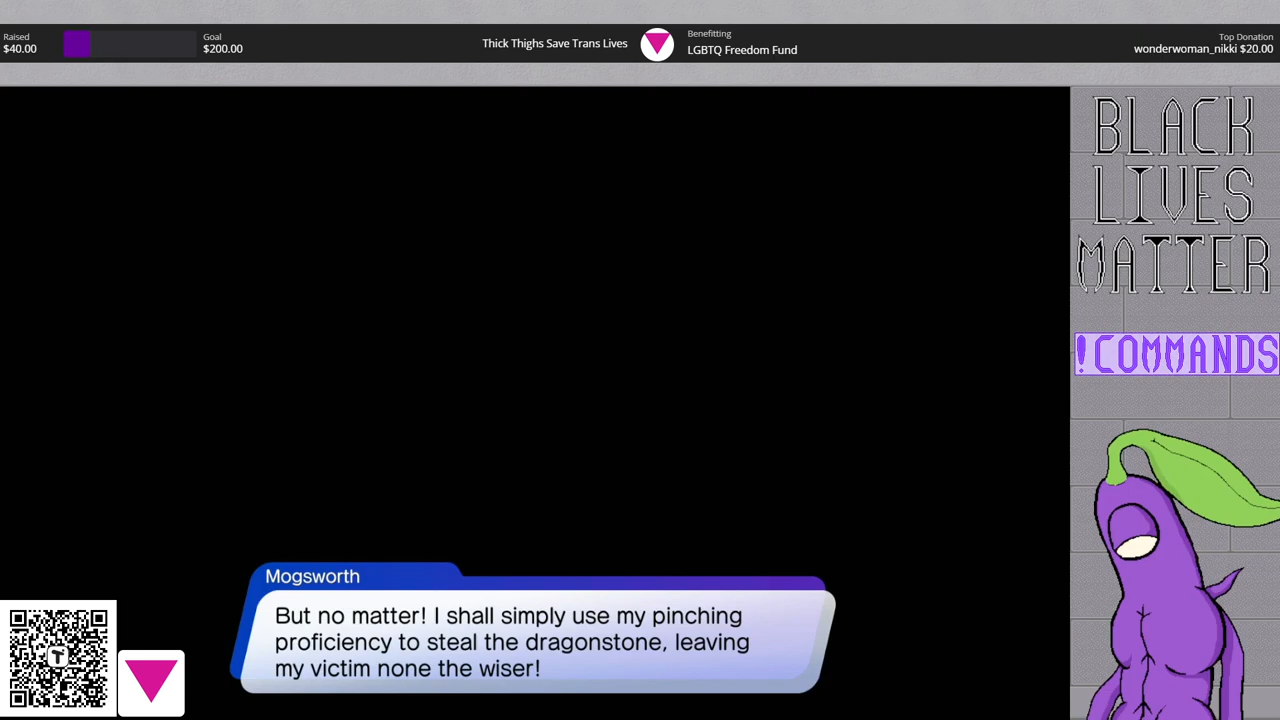 Raised
$40.00
Goal
$200.00
Thick Thighs Save Trans Lives
Benefitting
LGBTQ Freedom Fund
Top Donation
wonderwoman_nikki $20.00
BLACK
LIVES
MATTER
!COMMANDS
Mogsworth
But no matter! I shall simply use my pinching
proficiency to steal the dragonstone, leaving
my victim none the wiser!
T